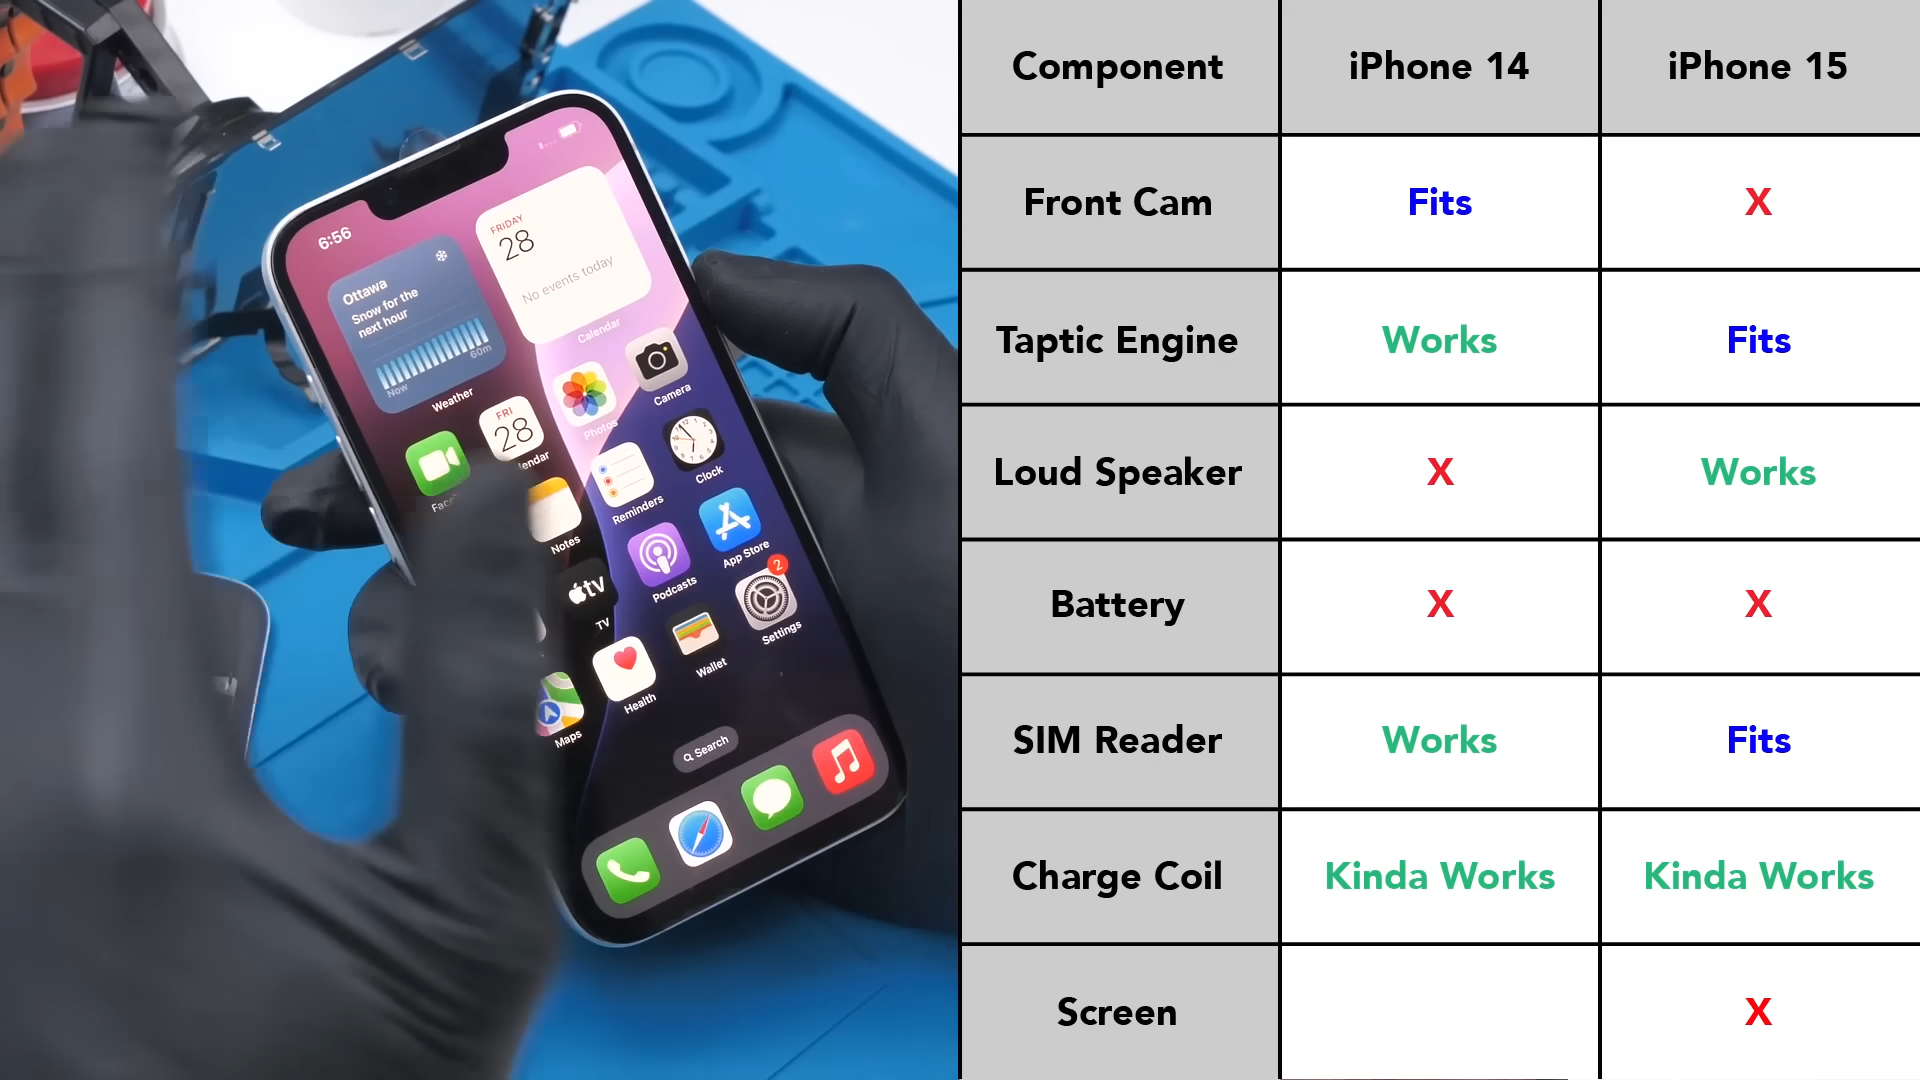 6:56
Ottawa
Snow for the
next hour
Now
60m
Weather
FRIDAY
28
No events today
Calendar
FRI
28
endar
Photos
Camera
Face
Notes
Reminders
Clock
tv
TV
Podcasts
App Store
2
Maps
Health
Wallet
Settings
Search
Component iPhone 14 iPhone 15
Front Cam Fits X
Taptic Engine Works Fits
Loud Speaker X Works
Battery X X
SIM Reader Works Fits
Charge Coil Kinda Works Kinda Works
Screen X